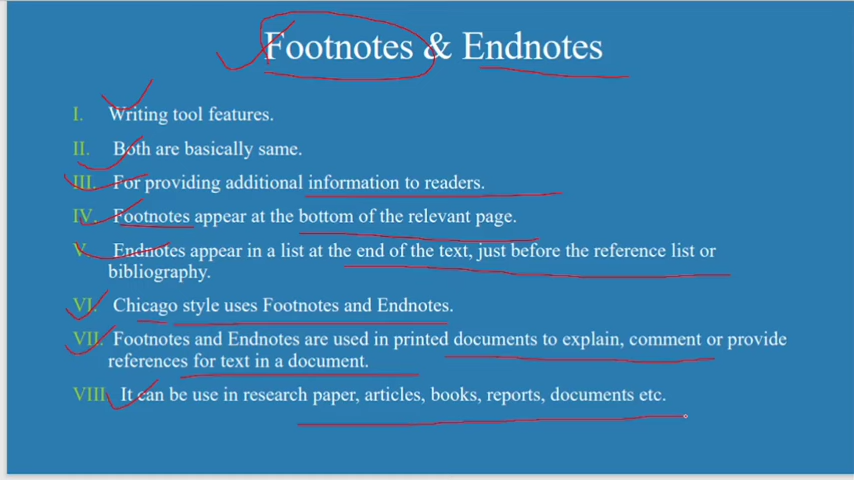 Footnotes & Endnotes
I. Writing tool features.
II. Both are basically same.
III. For providing additional information to readers.
IV. Footnotes appear at the bottom of the relevant page.
V. Endnotes appear in a list at the end of the text, just before the reference list or
bibliography.
VI. Chicago style uses Footnotes and Endnotes.
VII. Footnotes and Endnotes are used in printed documents to explain, comment or provide
references for text in a document.
VIII. It can be use in research paper, articles, books, reports, documents etc.